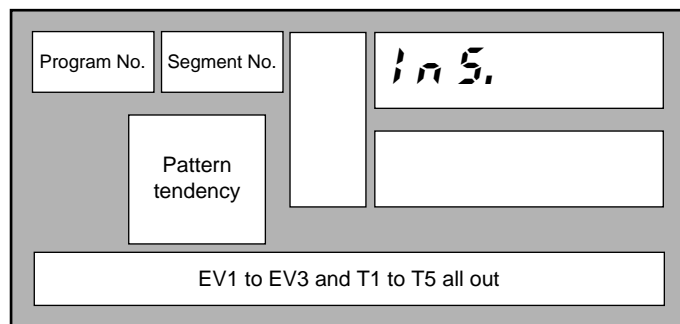 Program No.
Segment No.
InS.
Pattern
tendency
EV1 to EV3 and T1 to T5 all out